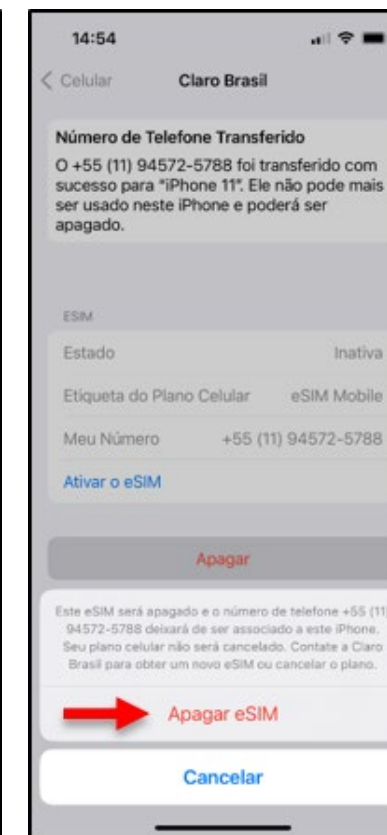 14:54
Celular Claro Brasil
Número de Telefone Transferido
O +55 (11) 94572-5788 foi transferido com
sucesso para "iPhone 11". Ele não pode mais
ser usado neste iPhone e poderá ser
apagado.
ESIM
Estado Inativa
Etiqueta do Plano Celular eSIM Mobile
Meu Número +55 (11) 94572-5788
Ativar o eSIM
Apagar
Este eSIM será apagado e o número de telefone +55 (11)
94572-5788 deixará de ser associado a este iPhone.
Seu plano celular não será cancelado. Contate a Claro
Brasil para obter um novo eSIM ou cancelar o plano.
Apagar eSIM
Cancelar